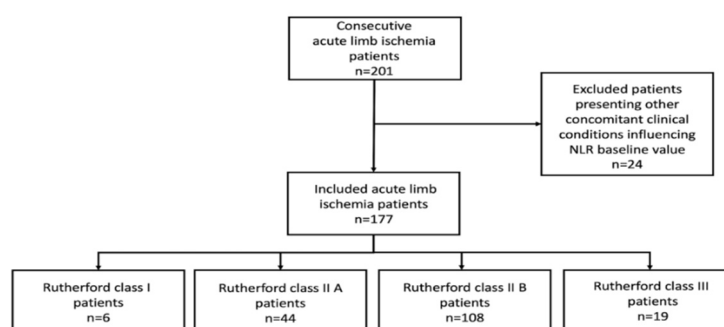 Consecutive
acute limb ischemia
patients
n=201
Excluded patients
presenting other
concomitant clinical
conditions influencing
NLR baseline value
n=24
Included acute limb
ischemia patients
n=177
Rutherford class I
patients
n=6
Rutherford class II A
patients
n=44
Rutherford class II B
patients
n=108
Rutherford class III
patients
n=19